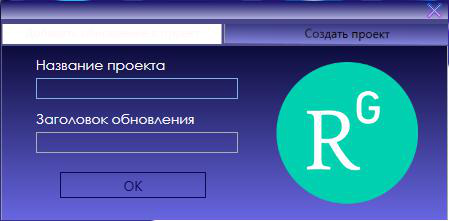 Создать проект
Название проекта
Заголовок обновления
OK
RG